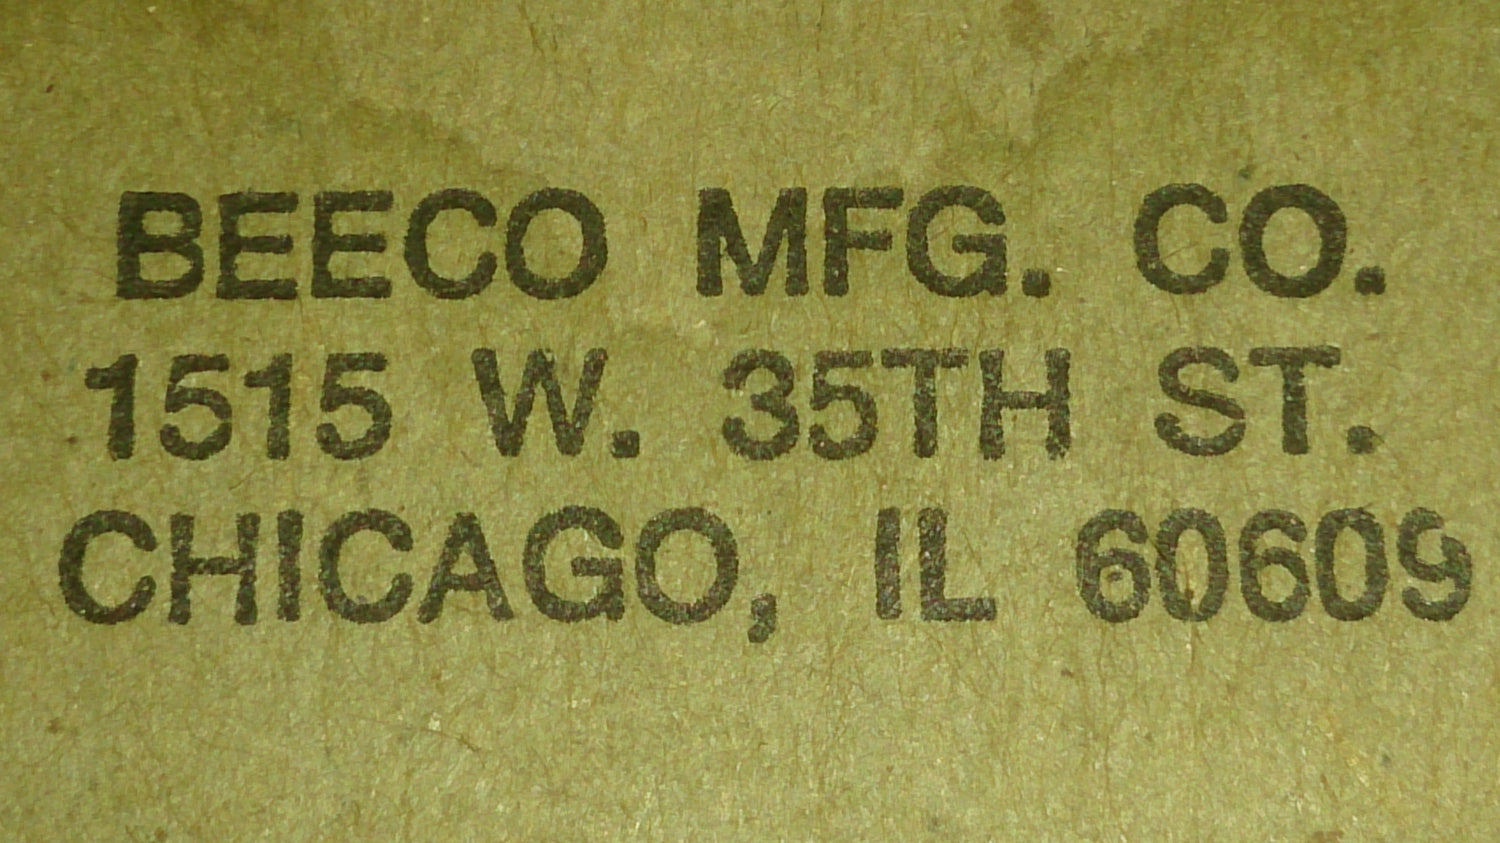 BEECO MFG. CO.
1515 W. 35TH ST.
CHICAGO, IL 60609